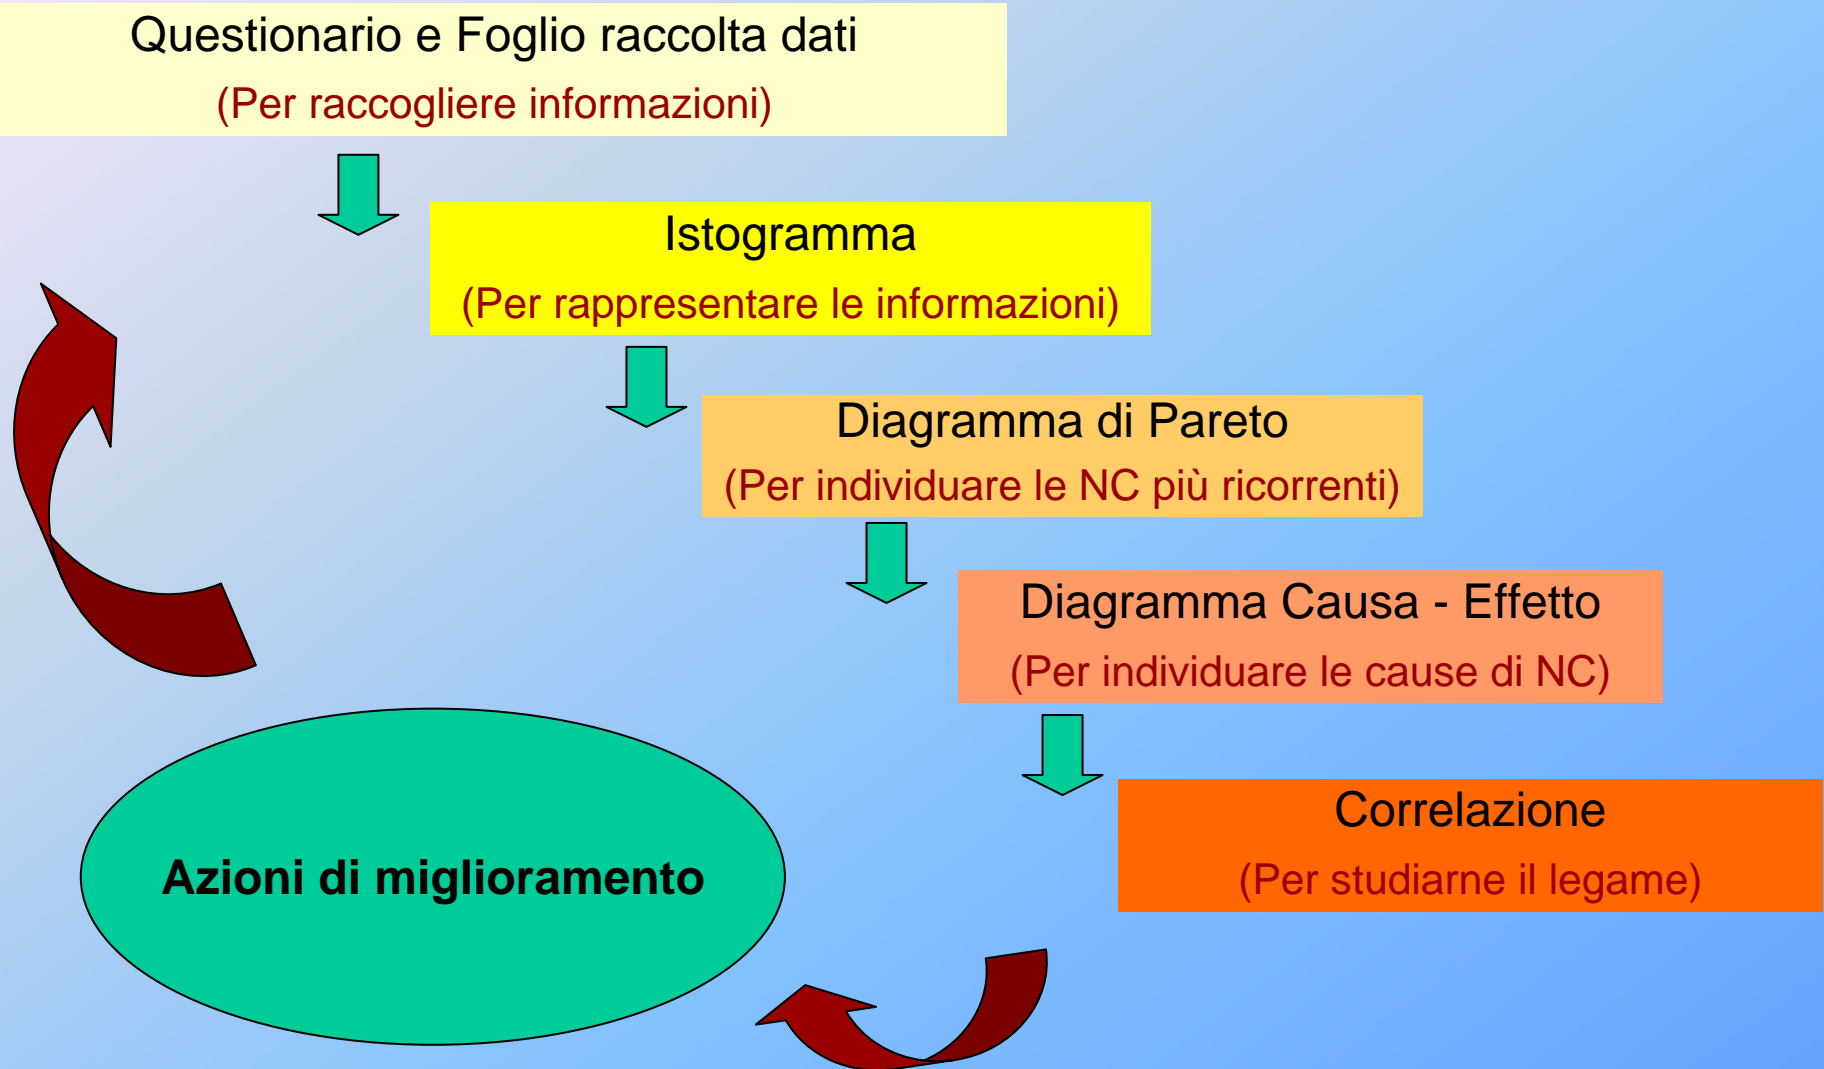 Questionario e Foglio raccolta dati
(Per raccogliere informazioni)
Istogramma
(Per rappresentare le informazioni)
Diagramma di Pareto
(Per individuare le NC più ricorrenti)
Diagramma Causa - Effetto
(Per individuare le cause di NC)
Correlazione
(Per studiarne il legame)
Azioni di miglioramento